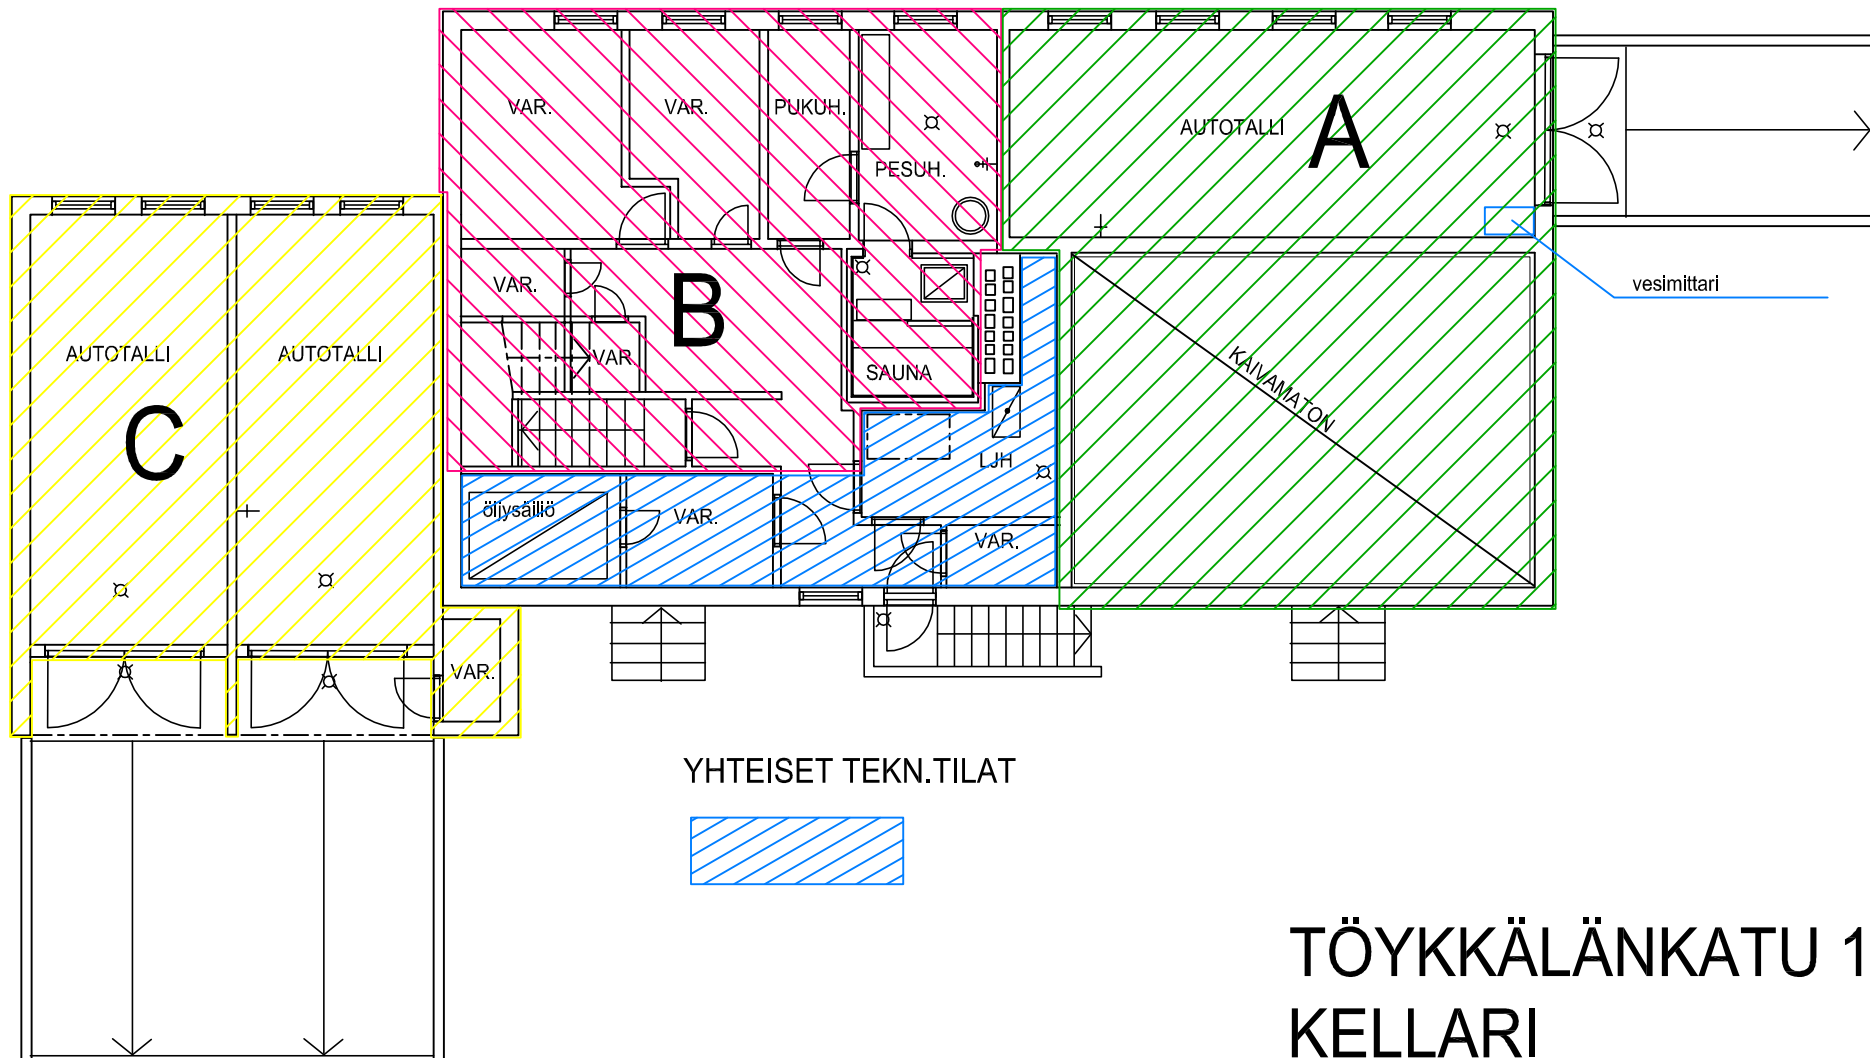 VAR.
VAR.
PUKUH.
PESUH.
AUTOTALLI
A
VAR.
B
vesimittari
AUTOTALLI
AUTOTALLI
VAR
SAUNA
KAIVAMATON
C
LJH
öljysäiliö
VAR.
VAR.
VAR.
YHTEISET TEKN.TILAT
TÖYKKÄLÄNKATU 1
KELLARI